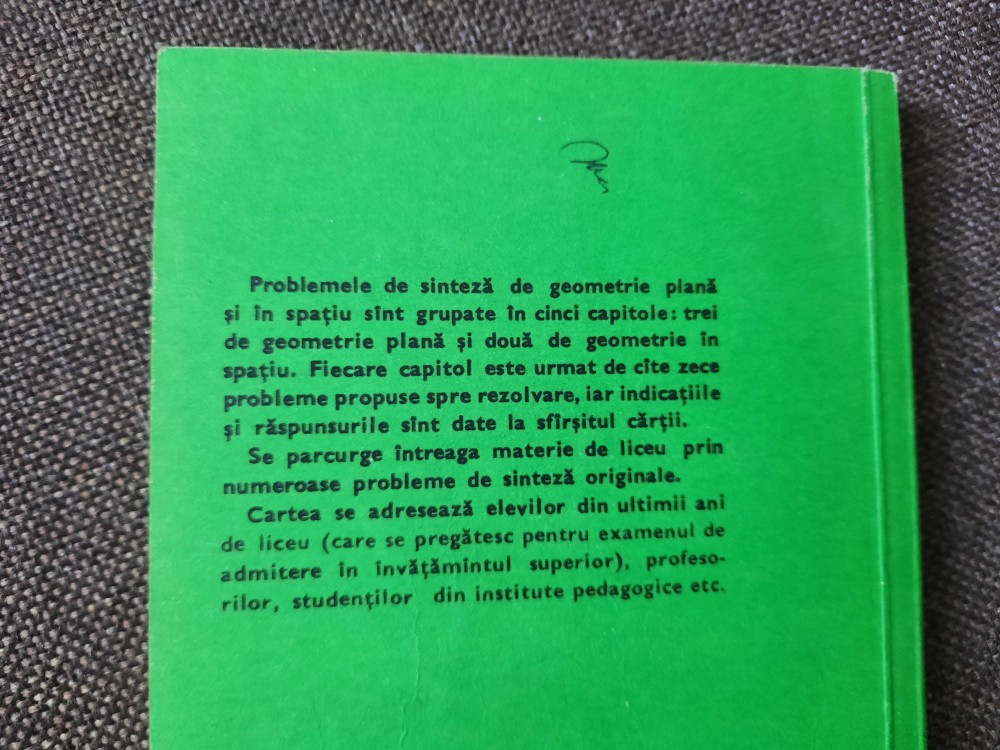 Problemele de sinteză de geometrie plană
și în spațiu sînt grupate în cinci capitole: trei
de geometrie plană și două de geometrie în
spațiu. Fiecare capitol este urmat de cîte zece
probleme propuse spre rezolvare, iar indicațiile
și răspunsurile sînt date la sfîrșitul cărții.
Se parcurge întreaga materie de liceu prin
numeroase probleme de sinteză originale.
Cartea se adresează elevilor din ultimii ani
de liceu (care se pregătesc pentru examenul de
admitere în învățămîntul superior), profeso-
rilor, studenților din institute pedagogice etc.